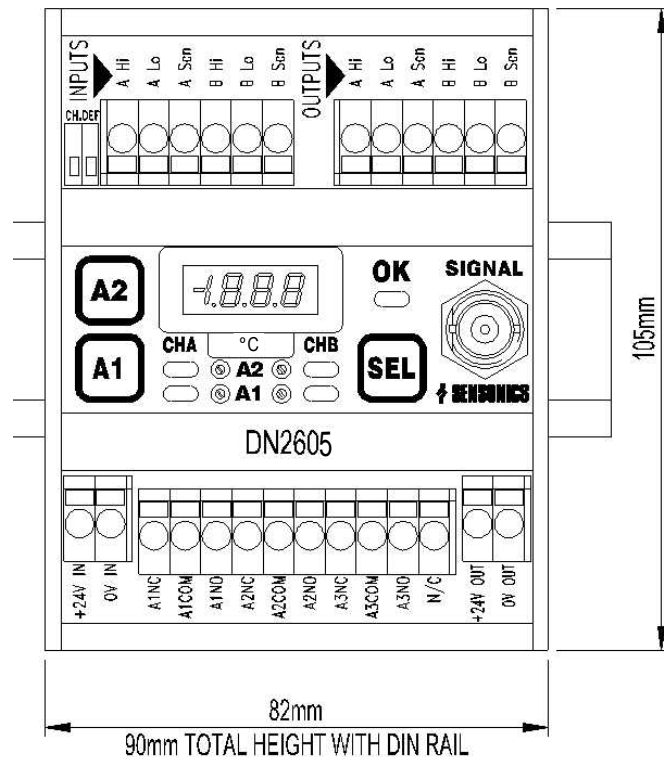 INPUTS
A Hi
A Lo
A Scn
B Hi
B Lo
B Scn
OUTPUTS
A Hi
A Lo
A Scn
B Hi
B Lo
B Scn
CH.DEF
-1.8.8.8
A2
OK
SIGNAL
CHA
°C
CHB
A1
A2
A1
SEL
SENSONICS
DN2605
+24V IN
0V IN
A1NC
A1COM
A1NO
A2NC
A2COM
A2NO
A3NC
A3COM
A3NO
N/C
+24V OUT
0V OUT
105mm
82mm
90mm TOTAL HEIGHT WITH DIN RAIL